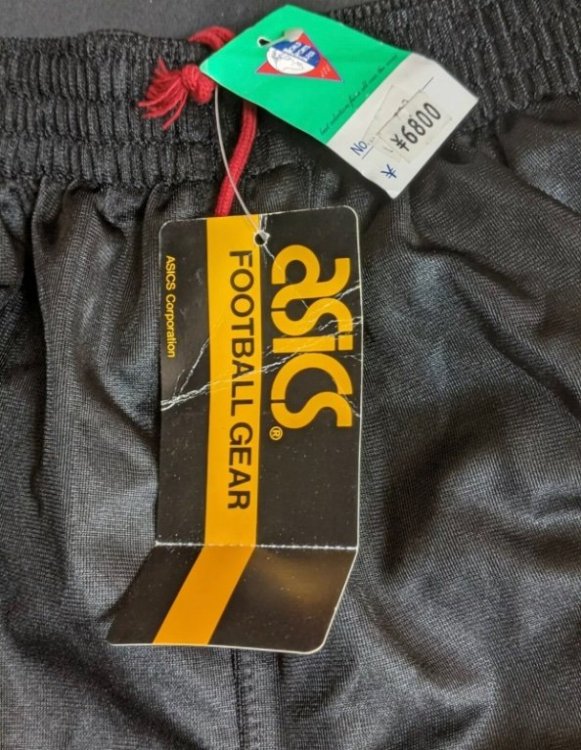 No.
¥6800
¥
asics®
FOOTBALL GEAR
ASICS Corporation